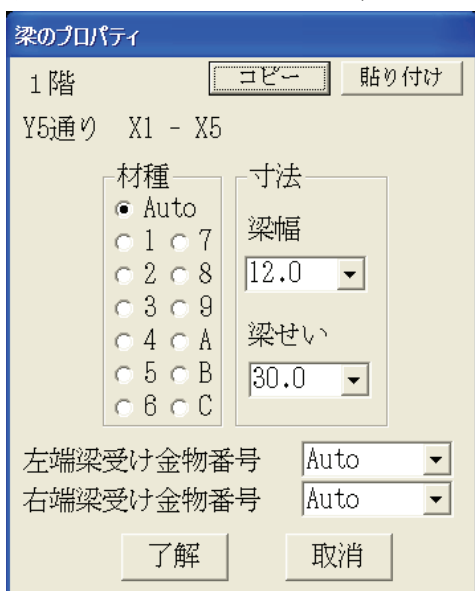 梁のプロパティ
1階 コピー 貼り付け
Y5通り X1 - X5
材種 寸法
Auto
1 7
2 8
3 9
4 A
5 B
6 C
梁幅
12.0
梁せい
30.0
左端梁受け金物番号 Auto
右端梁受け金物番号 Auto
了解 取消